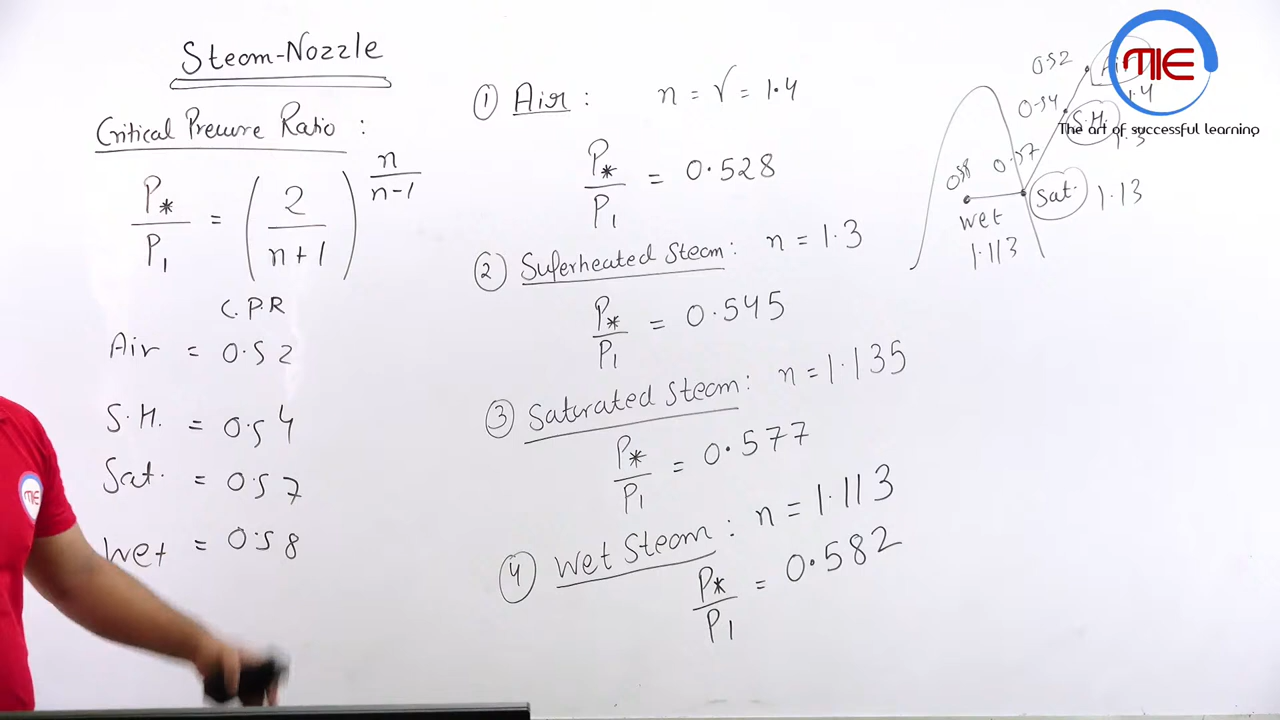 Steam-Nozzle
Critical Pressure Ratio :
P* / P1 = (2 / n+1)^(n / n-1)
C.P.R
Air = 0.52
S.H. = 0.54
Sat. = 0.57
Wet = 0.58
① Air : n = γ = 1.4
P* / P1 = 0.528
② Superheated Steam : n = 1.3
P* / P1 = 0.545
③ Saturated Steam : n = 1.135
P* / P1 = 0.577
④ Wet Steam : n = 1.113
P* / P1 = 0.582
0.52 Air 1.4
0.54 S.H. 1.3
0.58 0.57 Sat. 1.13
Wet
1.113
MIE
The art of successful learning
MIE